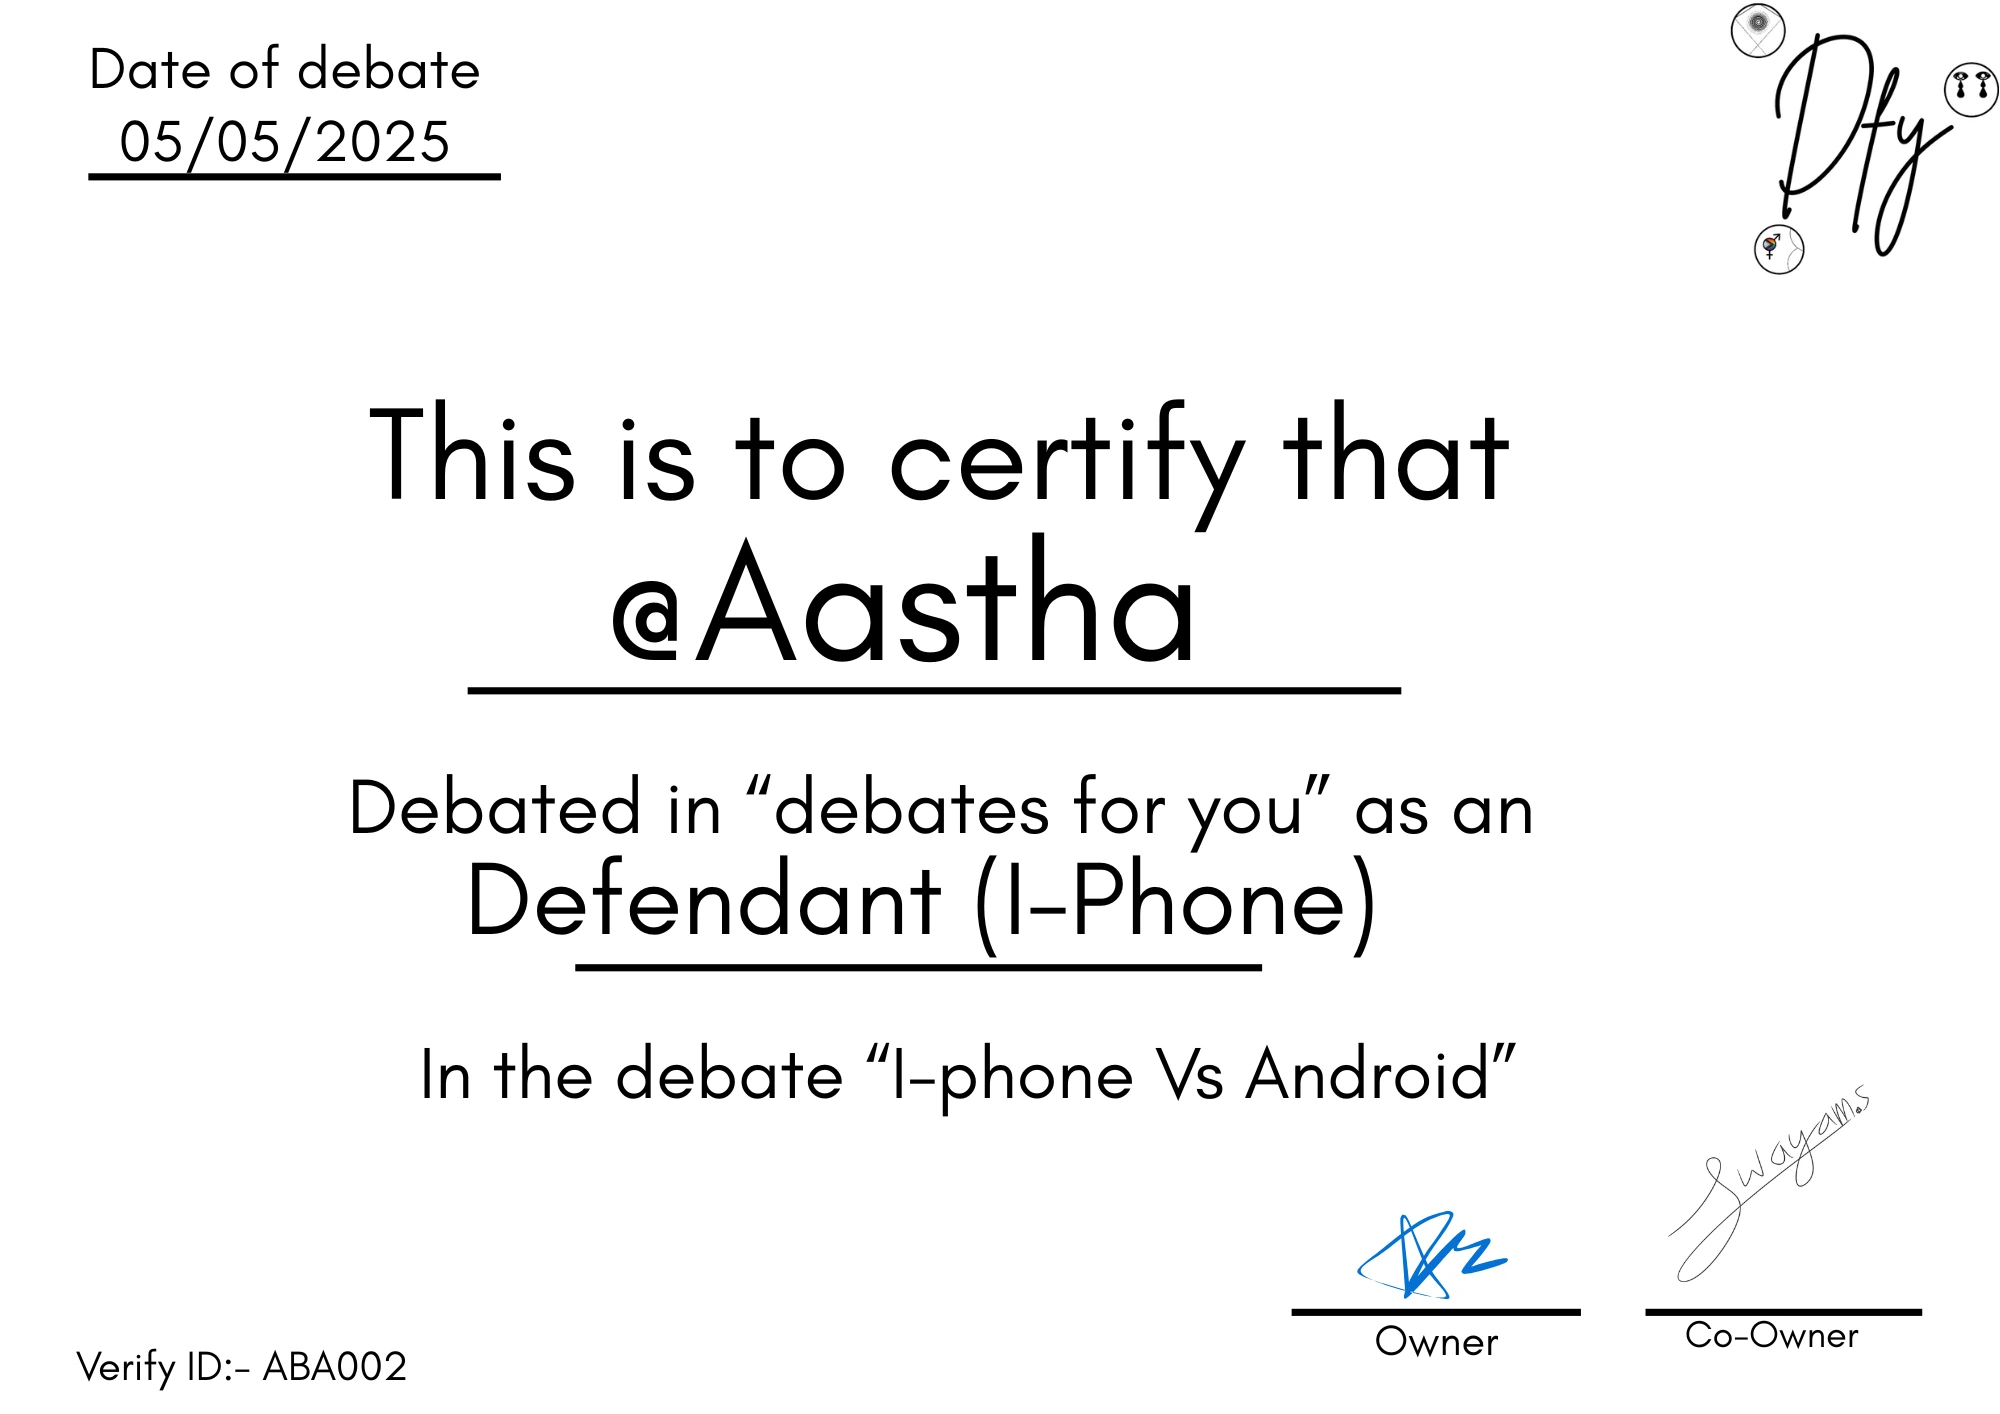 Date of debate
05/05/2025
Dfy
This is to certify that
@Aastha
Debated in “debates for you” as an
Defendant (I-Phone)
In the debate “I-phone Vs Android”
Swayam.s
Owner
Co-Owner
Verify ID:- ABA002